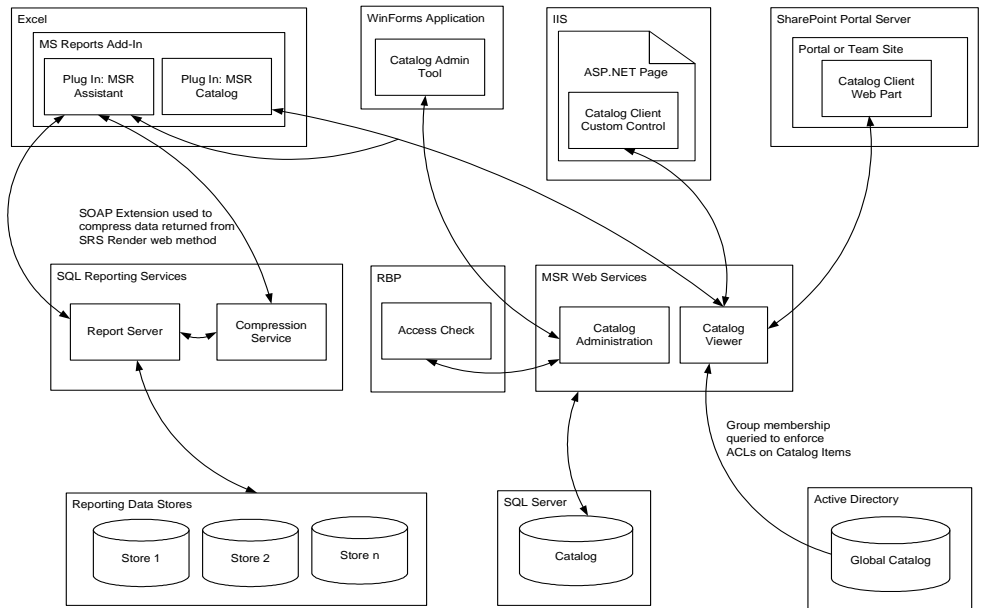 Excel
MS Reports Add-In
Plug In: MSR
Assistant
Plug In: MSR
Catalog
WinForms Application
Catalog Admin
Tool
IIS
ASP.NET Page
Catalog Client
Custom Control
SharePoint Portal Server
Portal or Team Site
Catalog Client
Web Part
SOAP Extension used to
compress data returned from
SRS Render web method
SQL Reporting Services
Report Server
Compression
Service
RBP
Access Check
MSR Web Services
Catalog
Administration
Catalog
Viewer
Group membership
queried to enforce
ACLs on Catalog Items
Reporting Data Stores
Store 1
Store 2
Store n
SQL Server
Catalog
Active Directory
Global Catalog